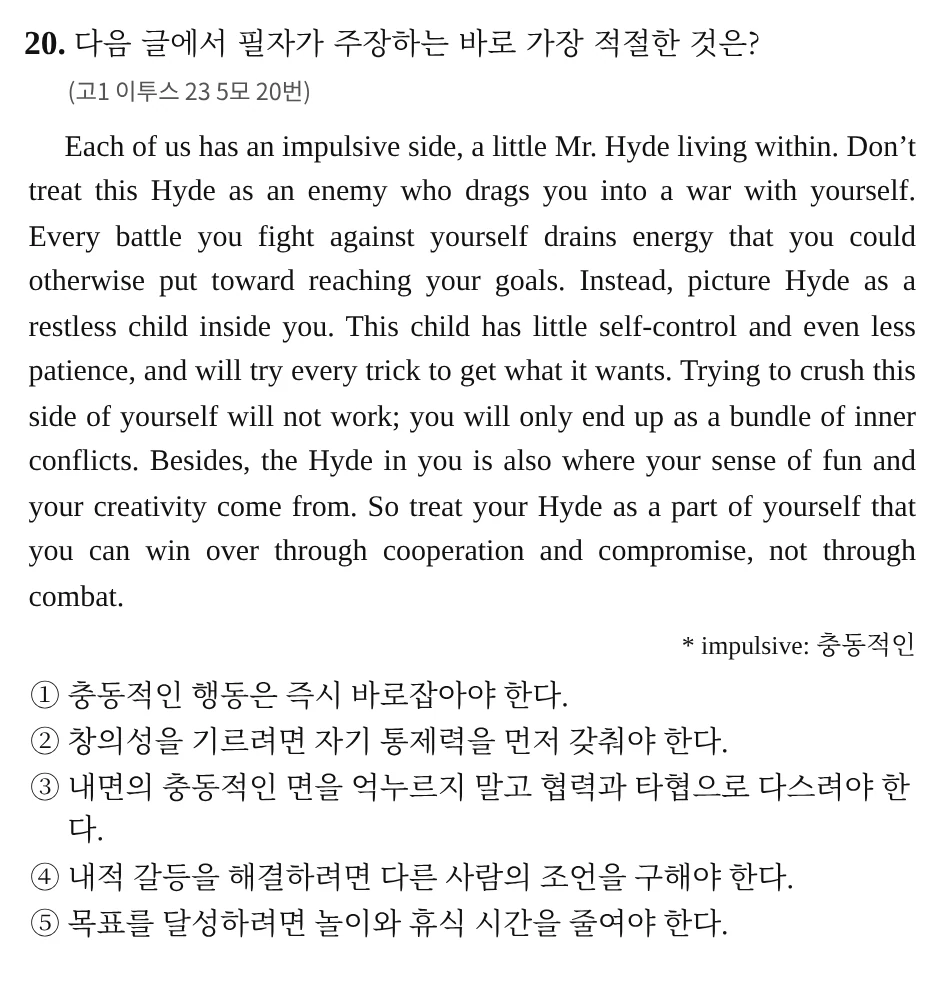 20. 다음 글에서 필자가 주장하는 바로 가장 적절한 것은?
(고1 이투스 23 5모 20번)
Each of us has an impulsive side, a little Mr. Hyde living within. Don’t
treat this Hyde as an enemy who drags you into a war with yourself.
Every battle you fight against yourself drains energy that you could
otherwise put toward reaching your goals. Instead, picture Hyde as a
restless child inside you. This child has little self-control and even less
patience, and will try every trick to get what it wants. Trying to crush this
side of yourself will not work; you will only end up as a bundle of inner
conflicts. Besides, the Hyde in you is also where your sense of fun and
your creativity come from. So treat your Hyde as a part of yourself that
you can win over through cooperation and compromise, not through
combat.
* impulsive: 충동적인
① 충동적인 행동은 즉시 바로잡아야 한다.
② 창의성을 기르려면 자기 통제력을 먼저 갖춰야 한다.
③ 내면의 충동적인 면을 억누르지 말고 협력과 타협으로 다스려야 한
다.
④ 내적 갈등을 해결하려면 다른 사람의 조언을 구해야 한다.
⑤ 목표를 달성하려면 놀이와 휴식 시간을 줄여야 한다.